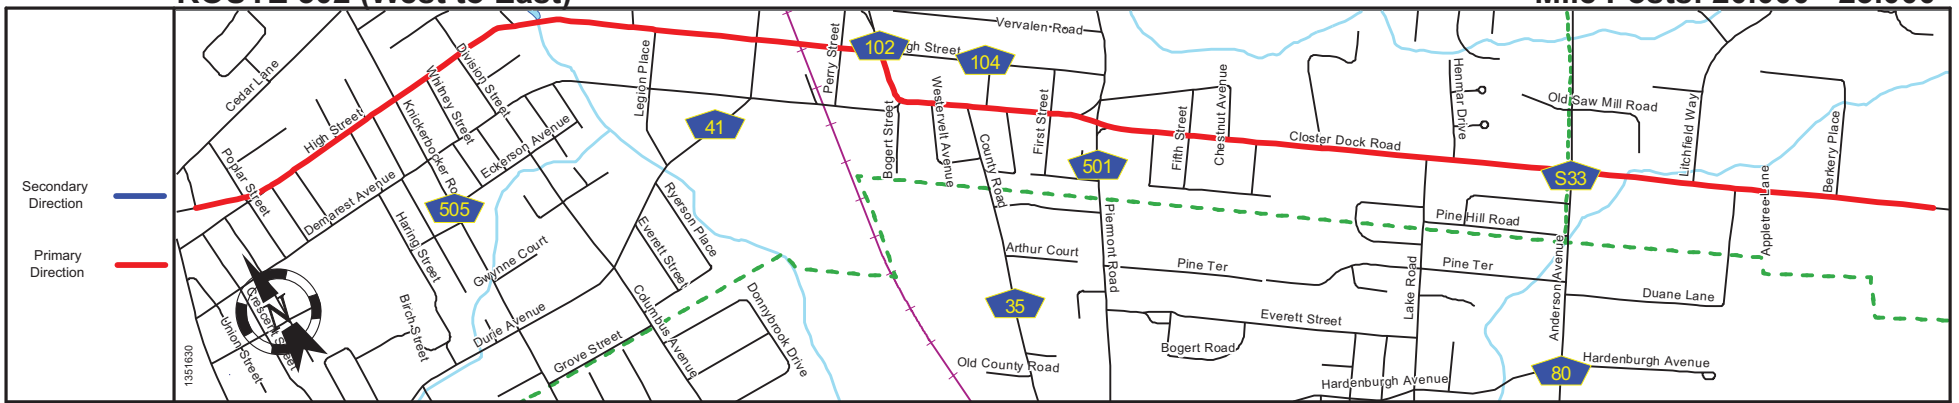 Secondary
Direction
Primary
Direction
Cedar Lane
High Street
Poplar Street
Demarest Avenue
Division Street
Whitney Street
Eckerson Avenue
505
Haring Street
Gwynne Court
Birch Street
Durie Avenue
Union Street
N
1351630
Grove Street
Columbus Avenue
Donnybrook Drive
Everett Street
Ryerson Place
Legion Place
41
Perry Street
102
gh Street
104
Vervalen Road
Bogert Street
Westervelt Avenue
County Road
First Street
501
Fifth Street
Chestnut Avenue
Closter Dock Road
Henmar Drive
Old Saw Mill Road
Litchfield Way
Berkery Place
Appletree Lane
S33
Pine Hill Road
Arthur Court
Piermont Road
Pine Ter
Pine Ter
Lake Road
Anderson Avenue
Duane Lane
35
Everett Street
Bogert Road
Old County Road
Hardenburgh Avenue
80
Hardenburgh Avenue